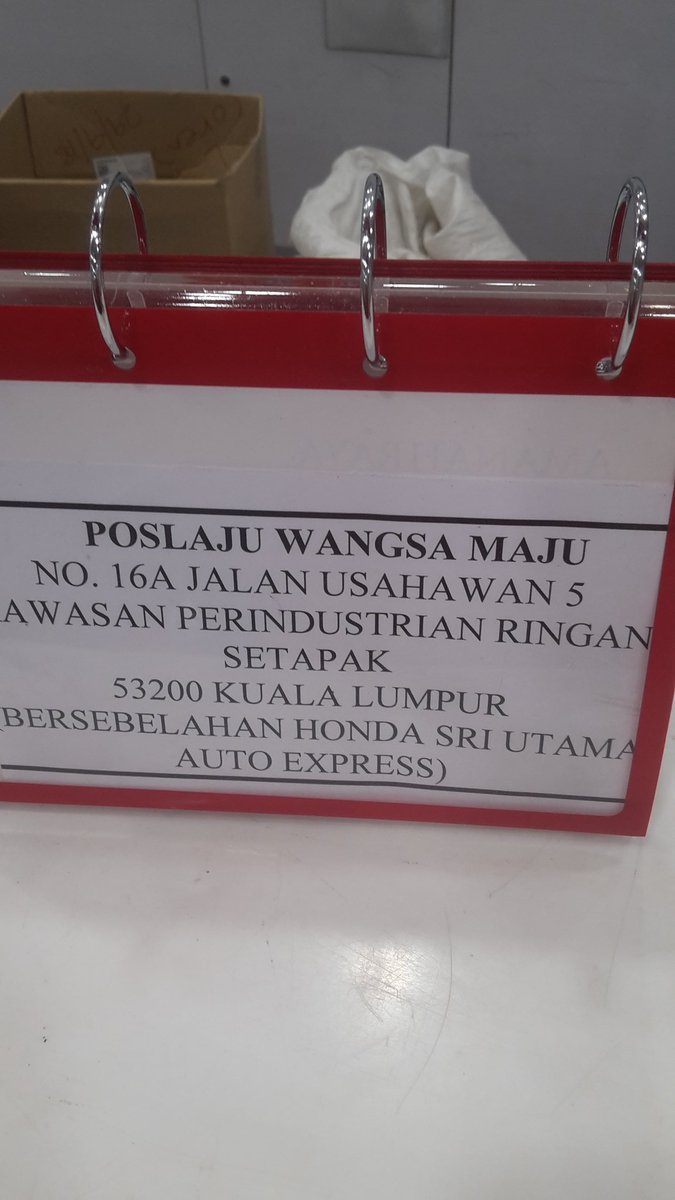 POSLAJU WANGSA MAJU
NO. 16A JALAN USAHAWAN 5
AWASAN PERINDUSTRIAN RINGAN
SETAPAK
53200 KUALA LUMPUR
(BERSEBELAHAN HONDA SRI UTAMA
AUTO EXPRESS)